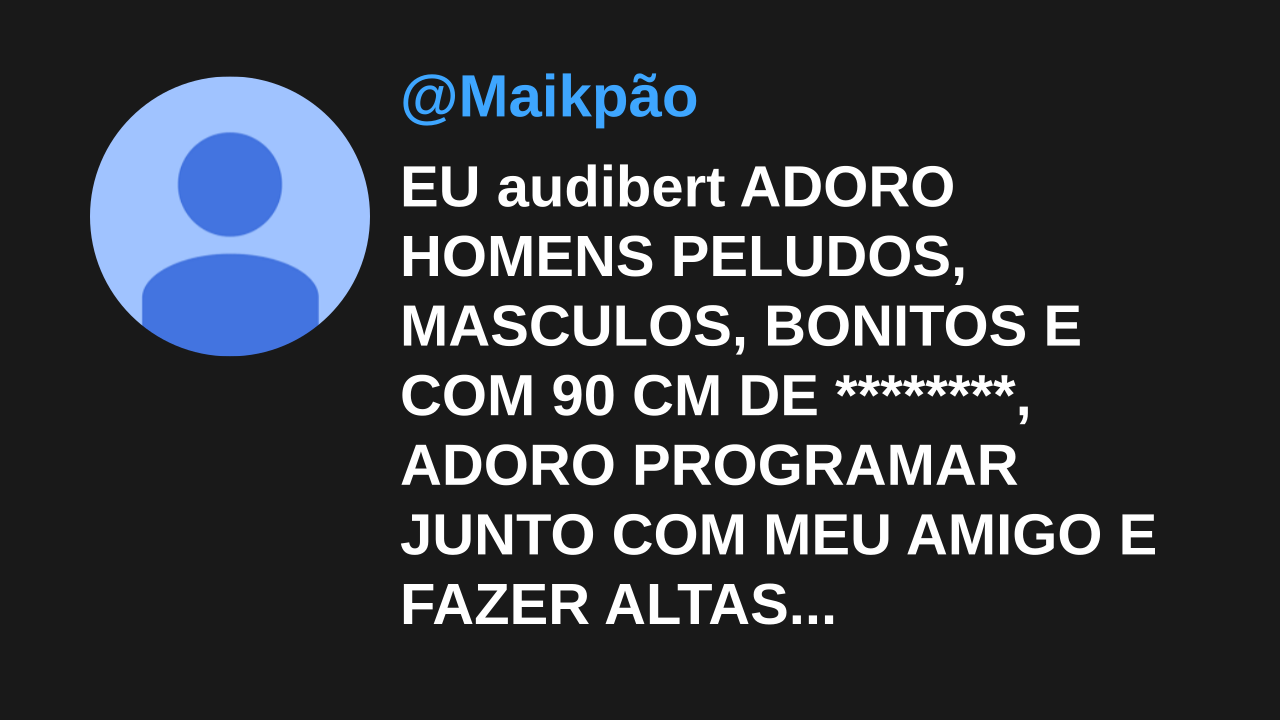 @Maikpão
EU audibert ADORO
HOMENS PELUDOS,
MASCULOS, BONITOS E
COM 90 CM DE ********,
ADORO PROGRAMAR
JUNTO COM MEU AMIGO E
FAZER ALTAS...